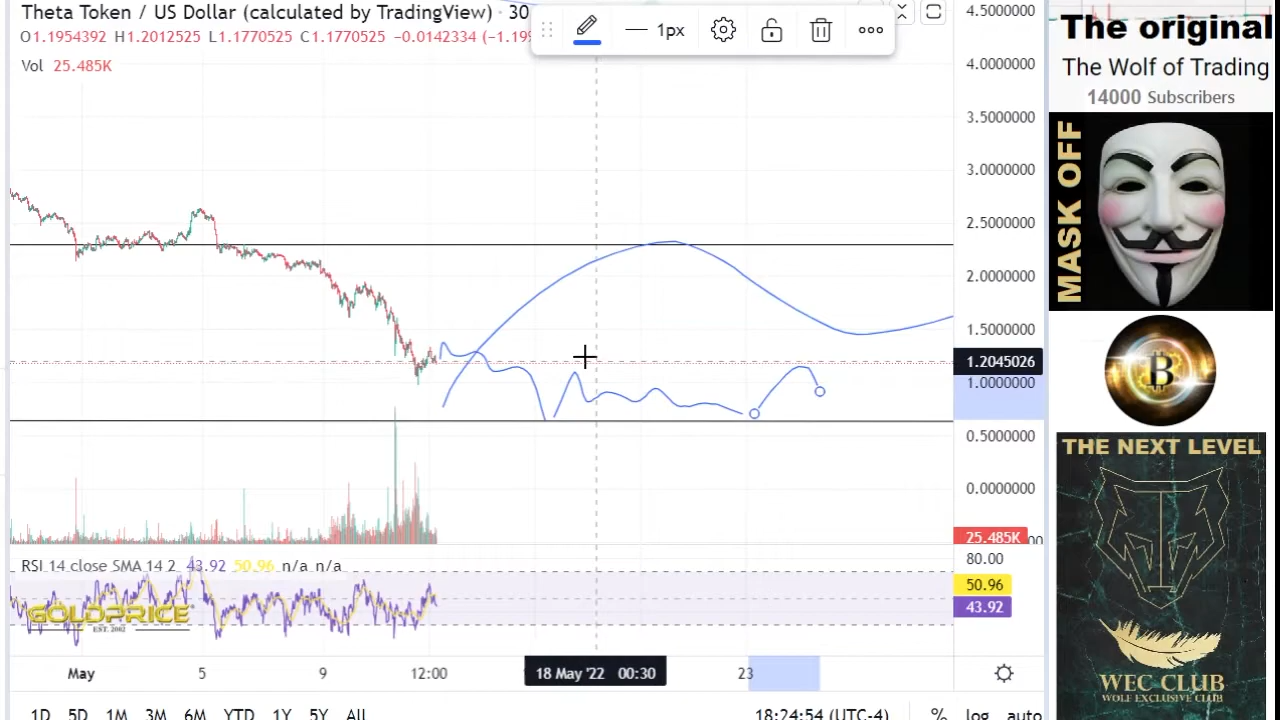 Theta Token / US Dollar (calculated by TradingView) · 30
O1.1954392 H1.2012525 L1.1770525 C1.1770525 −0.0142334 (−1.19
1px
Vol 25.485K
4.5000000
4.0000000
3.5000000
3.0000000
2.5000000
2.0000000
1.5000000
1.2045026
1.0000000
0.5000000
0.0000000
25.485K
RSI 14 close SMA 14 2 43.92 50.96 n/a n/a
80.00
50.96
43.92
GOLDPRICE
EST. 2002
May
5
9
12:00
18 May '22 00:30
23
1D 5D 1M 3M 6M YTD 1Y 5Y All
18:24:54 (UTC-4)
% log auto
The original
The Wolf of Trading
14000 Subscribers
MASK OFF
THE NEXT LEVEL
WEC CLUB
WOLF EXCLUSIVE CLUB